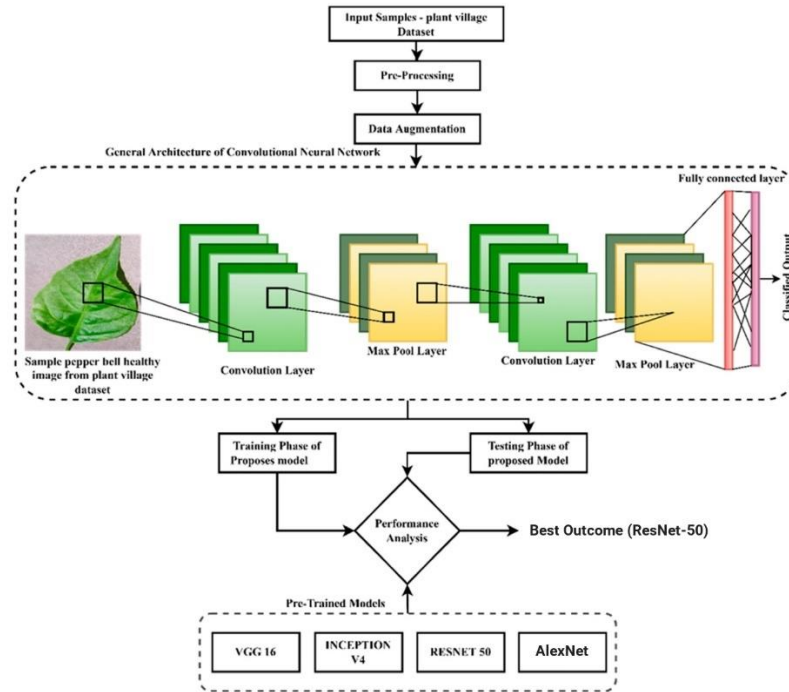 Input Samples - plant village
Dataset
Pre-Processing
Data Augmentation
General Architecture of Convolutional Neural Network
Fully connected layer
Classified Output
Sample pepper bell healthy
image from plant village
dataset
Convolution Layer
Max Pool Layer
Convolution Layer
Max Pool Layer
Training Phase of
Proposes model
Testing Phase of
proposed Model
Performance
Analysis
Best Outcome (ResNet-50)
Pre-Trained Models
VGG 16
INCEPTION
V4
RESNET 50
AlexNet